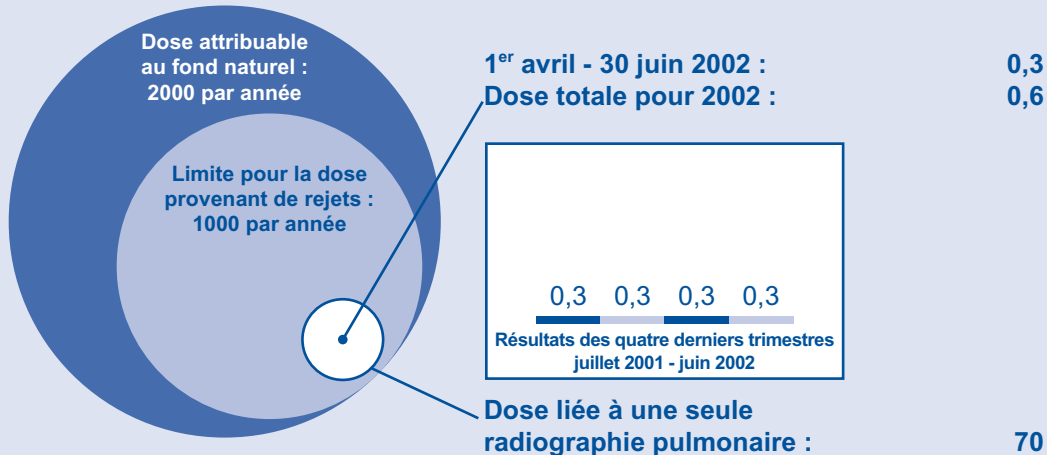 Dose attribuable
au fond naturel :
2000 par année
Limite pour la dose
provenant de rejets :
1000 par année
1er avril - 30 juin 2002 : 0,3
Dose totale pour 2002 : 0,6
0,3 0,3 0,3 0,3
Résultats des quatre derniers trimestres
juillet 2001 - juin 2002
Dose liée à une seule
radiographie pulmonaire : 70